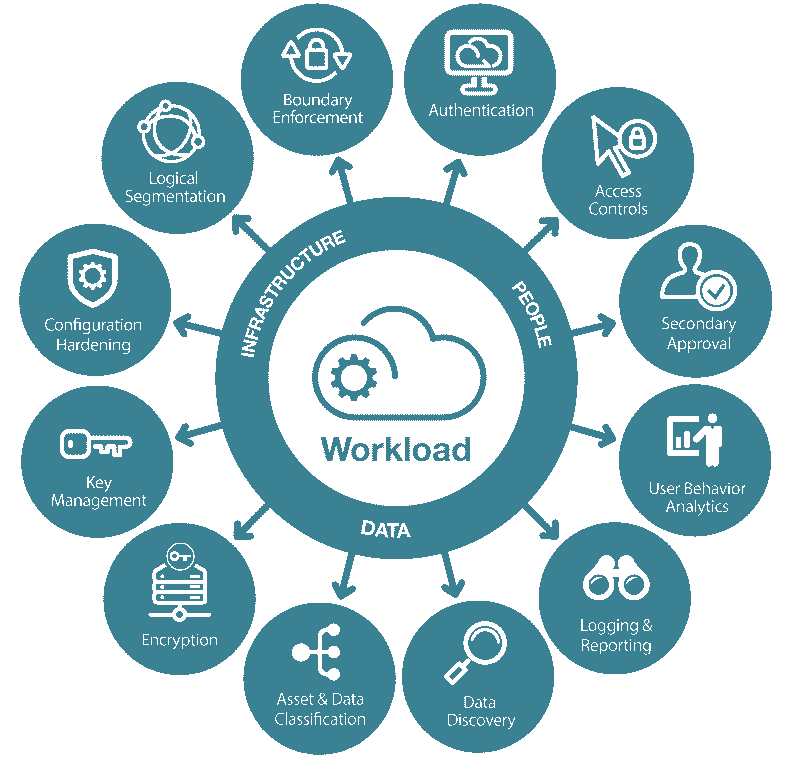 Boundary
Enforcement
Authentication
Access
Controls
Secondary
Approval
User Behavior
Analytics
Logging &
Reporting
Data
Discovery
Asset & Data
Classification
Encryption
Key
Management
Configuration
Hardening
Logical
Segmentation
INFRASTRUCTURE
PEOPLE
DATA
Workload